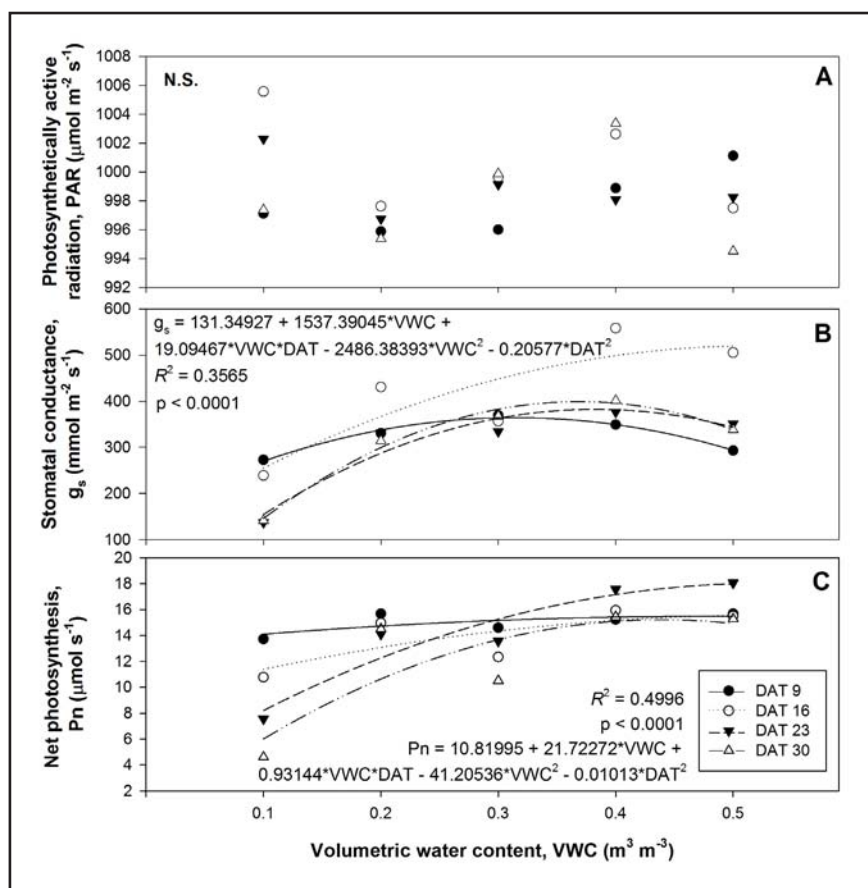 1008
1006
1004
1002
1000
998
996
994
992
Photosynthetically active
radiation, PAR (µmol m⁻² s⁻¹)
N.S.
A
600
500
400
300
200
100
Stomatal conductance,
gₛ (mmol m⁻² s⁻¹)
gₛ = 131.34927 + 1537.39045*VWC +
19.09467*VWC*DAT - 2486.38393*VWC² - 0.20577*DAT²
R² = 0.3565
p < 0.0001
B
20
18
16
14
12
10
8
6
4
2
Net photosynthesis,
Pn (µmol s⁻¹)
C
R² = 0.4996
p < 0.0001
Pn = 10.81995 + 21.72272*VWC +
0.93144*VWC*DAT - 41.20536*VWC² - 0.01013*DAT²
DAT 9
DAT 16
DAT 23
DAT 30
0.1 0.2 0.3 0.4 0.5
Volumetric water content, VWC (m³ m⁻³)